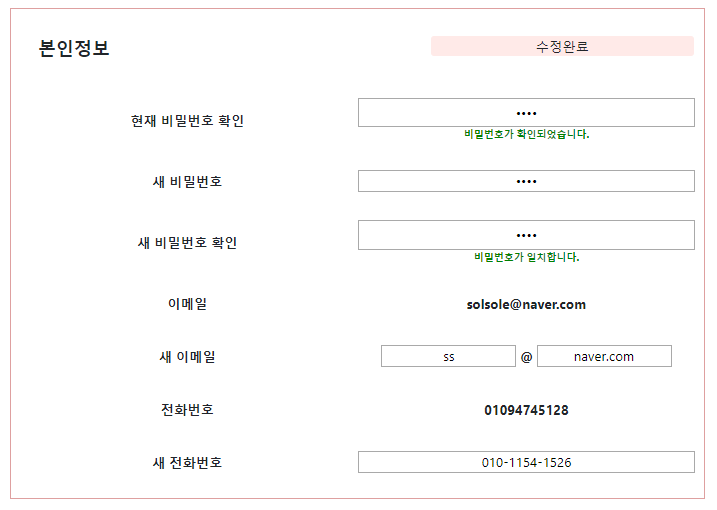 본인정보 수정완료
현재 비밀번호 확인 ••••
비밀번호가 확인되었습니다.
새 비밀번호 ••••
새 비밀번호 확인 ••••
비밀번호가 일치합니다.
이메일 solsole@naver.com
새 이메일 ss @ naver.com
전화번호 01094745128
새 전화번호 010-1154-1526